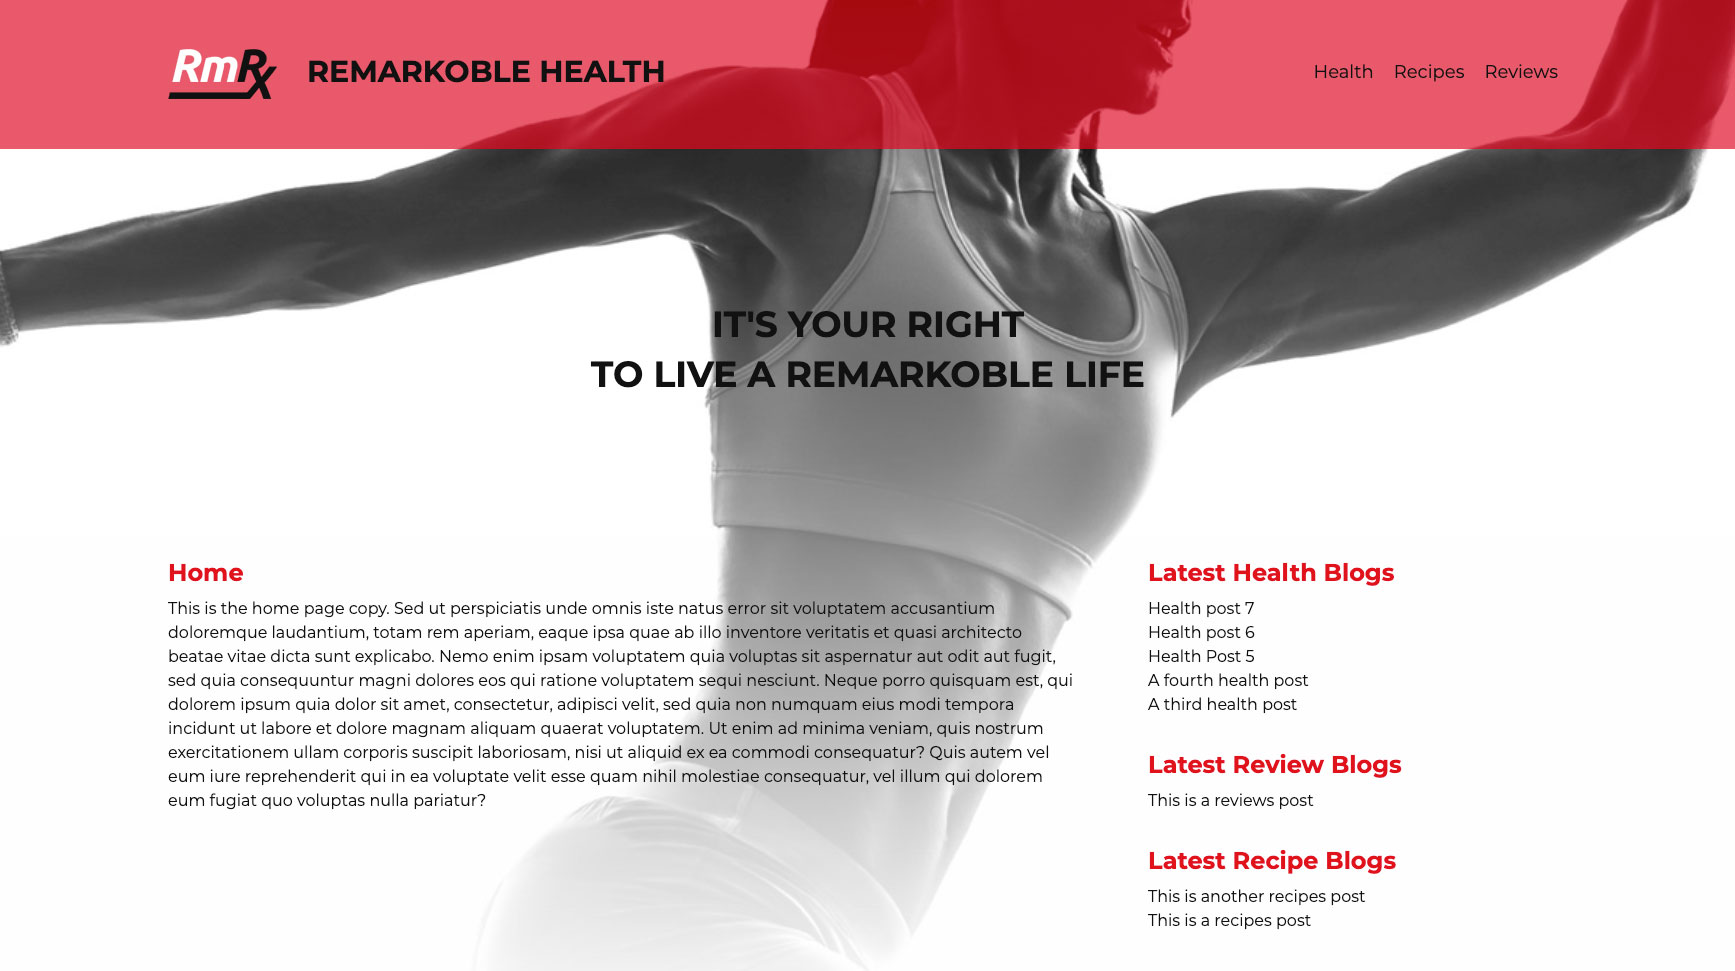 RmRx
REMARKOBLE HEALTH
Health Recipes Reviews
IT'S YOUR RIGHT
TO LIVE A REMARKOBLE LIFE
Home
This is the home page copy. Sed ut perspiciatis unde omnis iste natus error sit voluptatem accusantium
doloremque laudantium, totam rem aperiam, eaque ipsa quae ab illo inventore veritatis et quasi architecto
beatae vitae dicta sunt explicabo. Nemo enim ipsam voluptatem quia voluptas sit aspernatur aut odit aut fugit,
sed quia consequuntur magni dolores eos qui ratione voluptatem sequi nesciunt. Neque porro quisquam est, qui
dolorem ipsum quia dolor sit amet, consectetur, adipisci velit, sed quia non numquam eius modi tempora
incidunt ut labore et dolore magnam aliquam quaerat voluptatem. Ut enim ad minima veniam, quis nostrum
exercitationem ullam corporis suscipit laboriosam, nisi ut aliquid ex ea commodi consequatur? Quis autem vel
eum iure reprehenderit qui in ea voluptate velit esse quam nihil molestiae consequatur, vel illum qui dolorem
eum fugiat quo voluptas nulla pariatur?
Latest Health Blogs
Health post 7
Health post 6
Health Post 5
A fourth health post
A third health post
Latest Review Blogs
This is a reviews post
Latest Recipe Blogs
This is another recipes post
This is a recipes post